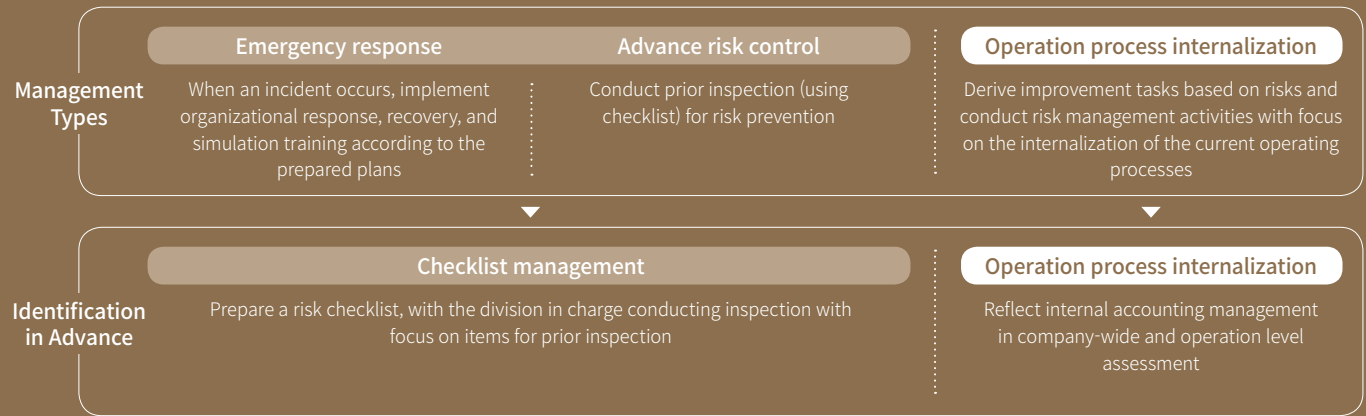 Management
Types
Emergency response
When an incident occurs, implement
organizational response, recovery, and
simulation training according to the
prepared plans
Advance risk control
Conduct prior inspection (using
checklist) for risk prevention
Operation process internalization
Derive improvement tasks based on risks and
conduct risk management activities with focus
on the internalization of the current operating
processes
Identification
in Advance
Checklist management
Prepare a risk checklist, with the division in charge conducting inspection with
focus on items for prior inspection
Operation process internalization
Reflect internal accounting management
in company-wide and operation level
assessment